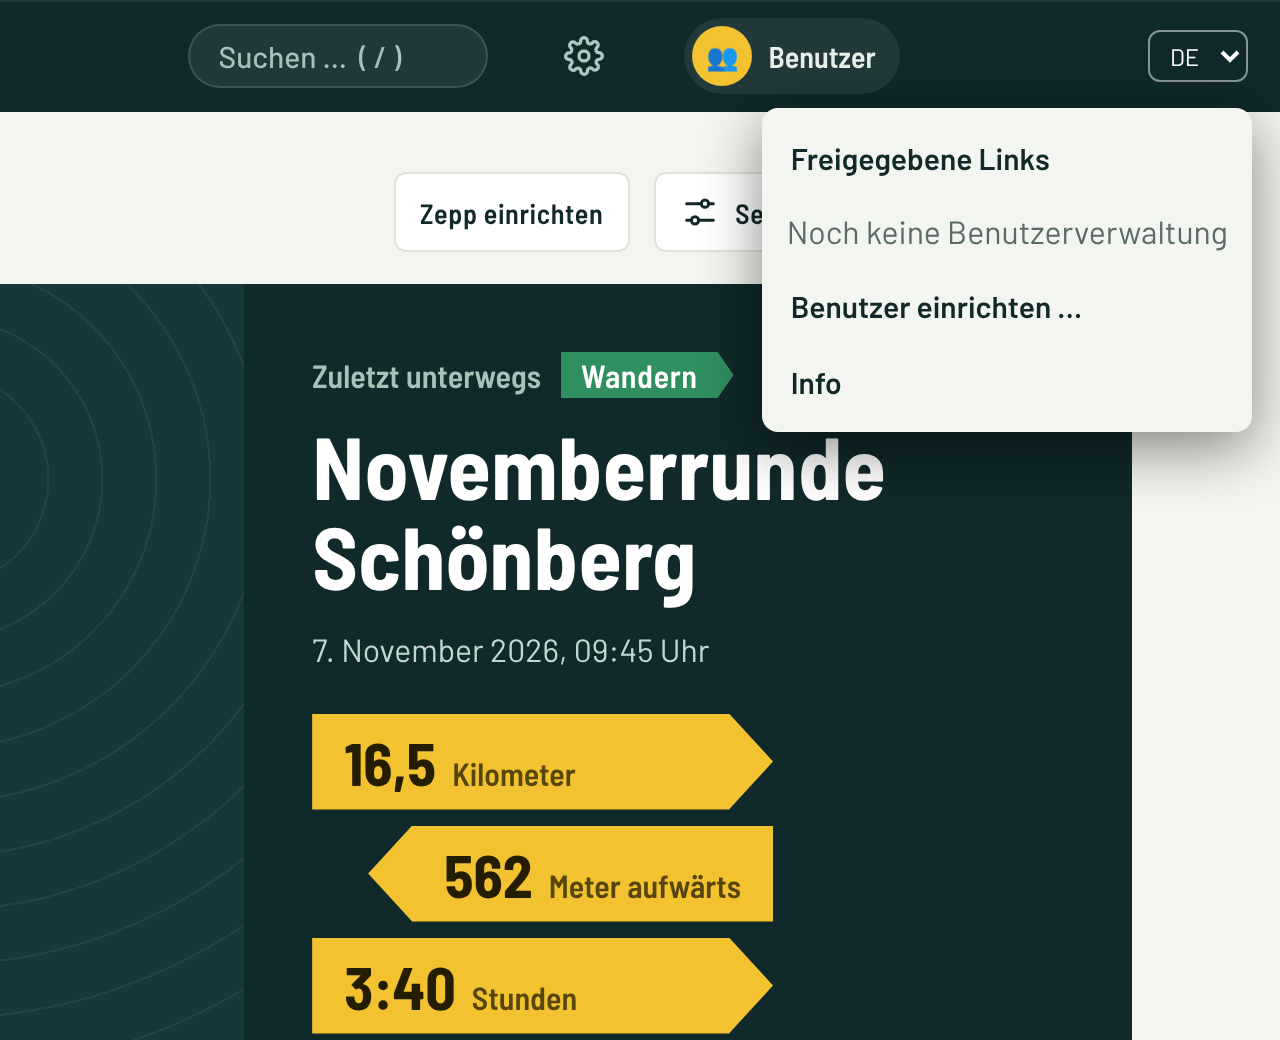 Suchen ... ( / )
Benutzer
DE
Freigegebene Links
Noch keine Benutzerverwaltung
Benutzer einrichten ...
Info
Zepp einrichten
Se
Zuletzt unterwegs
Wandern
Novemberrunde
Schönberg
7. November 2026, 09:45 Uhr
16,5 Kilometer
562 Meter aufwärts
3:40 Stunden